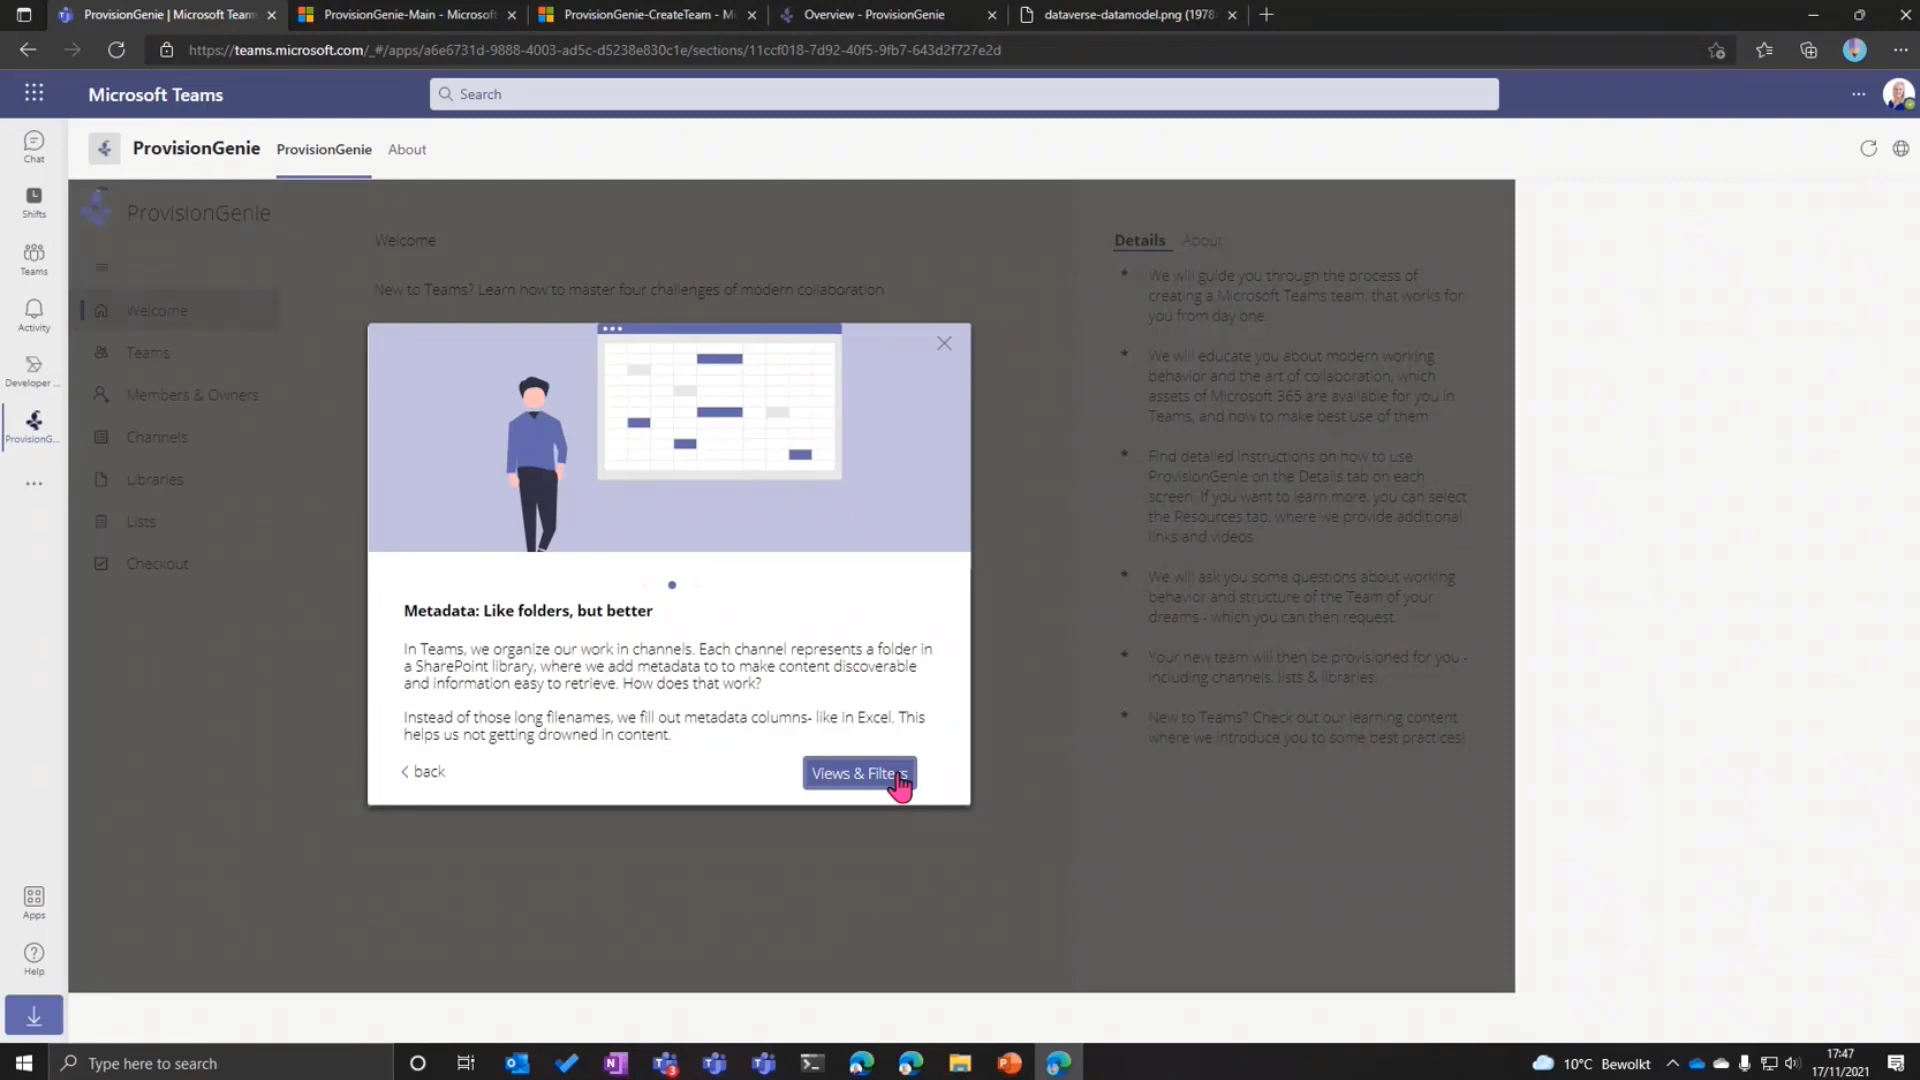 ProvisionGenie | Microsoft Team
ProvisionGenie-Main - Microsoft
ProvisionGenie-CreateTeam - Mi
Overview - ProvisionGenie
dataverse-datamodel.png (1978
https://teams.microsoft.com/_#/apps/a6e6731d-9888-4003-ad5c-d5238e830c1e/sections/11ccf018-7d92-40f5-9fb7-643d2f727e2d
Microsoft Teams
Search
Chat
Shifts
Teams
Activity
Developer ...
ProvisionG...
Apps
Help
ProvisionGenie
ProvisionGenie
About
ProvisionGenie
Welcome
Teams
Members & Owners
Channels
Libraries
Lists
Checkout
Welcome
New to Teams? Learn how to master four challenges of modern collaboration
Metadata: Like folders, but better
In Teams, we organize our work in channels. Each channel represents a folder in
a SharePoint library, where we add metadata to to make content discoverable
and information easy to retrieve. How does that work?
Instead of those long filenames, we fill out metadata columns- like in Excel. This
helps us not getting drowned in content.
< back
Views & Filters
Details
About
* We will guide you through the process of
creating a Microsoft Teams team, that works for
you from day one.
* We will educate you about modern working
behavior and the art of collaboration, which
assets of Microsoft 365 are available for you in
Teams, and how to make best use of them
* Find detailed instructions on how to use
ProvisionGenie on the Details tab on each
screen. If you want to learn more, you can select
the Resources tab, where we provide additional
links and videos
* We will ask you some questions about working
behavior and structure of the Team of your
dreams - which you can then request.
* Your new team will then be provisioned for you -
including channels, lists & libraries.
* New to Teams? Check out our learning content
where we introduce you to some best practices!
Type here to search
3
10°C Bewolkt
17:47
17/11/2021